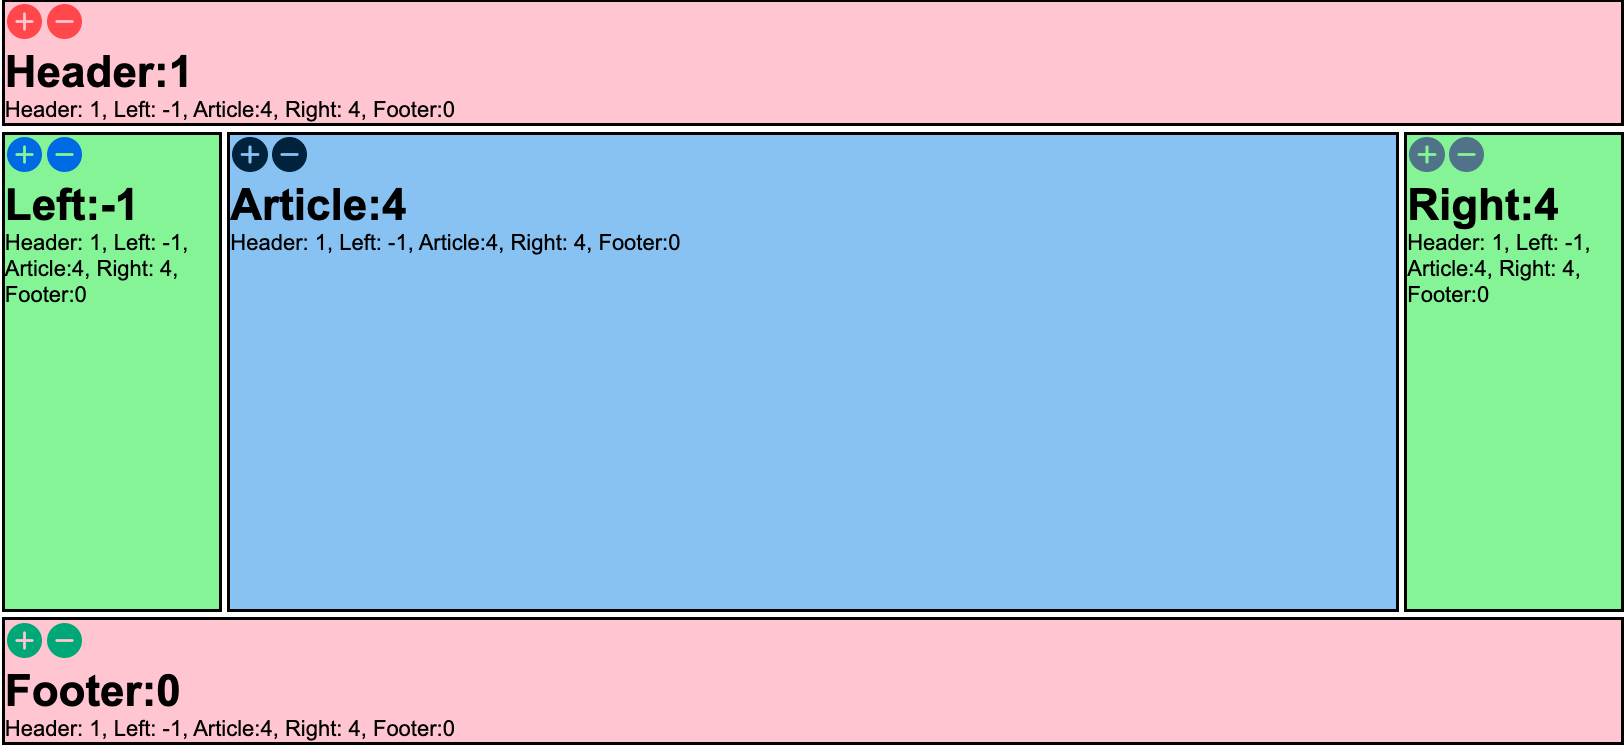 Header:1
Header: 1, Left: -1, Article:4, Right: 4, Footer:0
Left:-1
Header: 1, Left: -1,
Article:4, Right: 4,
Footer:0
Article:4
Header: 1, Left: -1, Article:4, Right: 4, Footer:0
Right:4
Header: 1, Left: -1,
Article:4, Right: 4,
Footer:0
Footer:0
Header: 1, Left: -1, Article:4, Right: 4, Footer:0